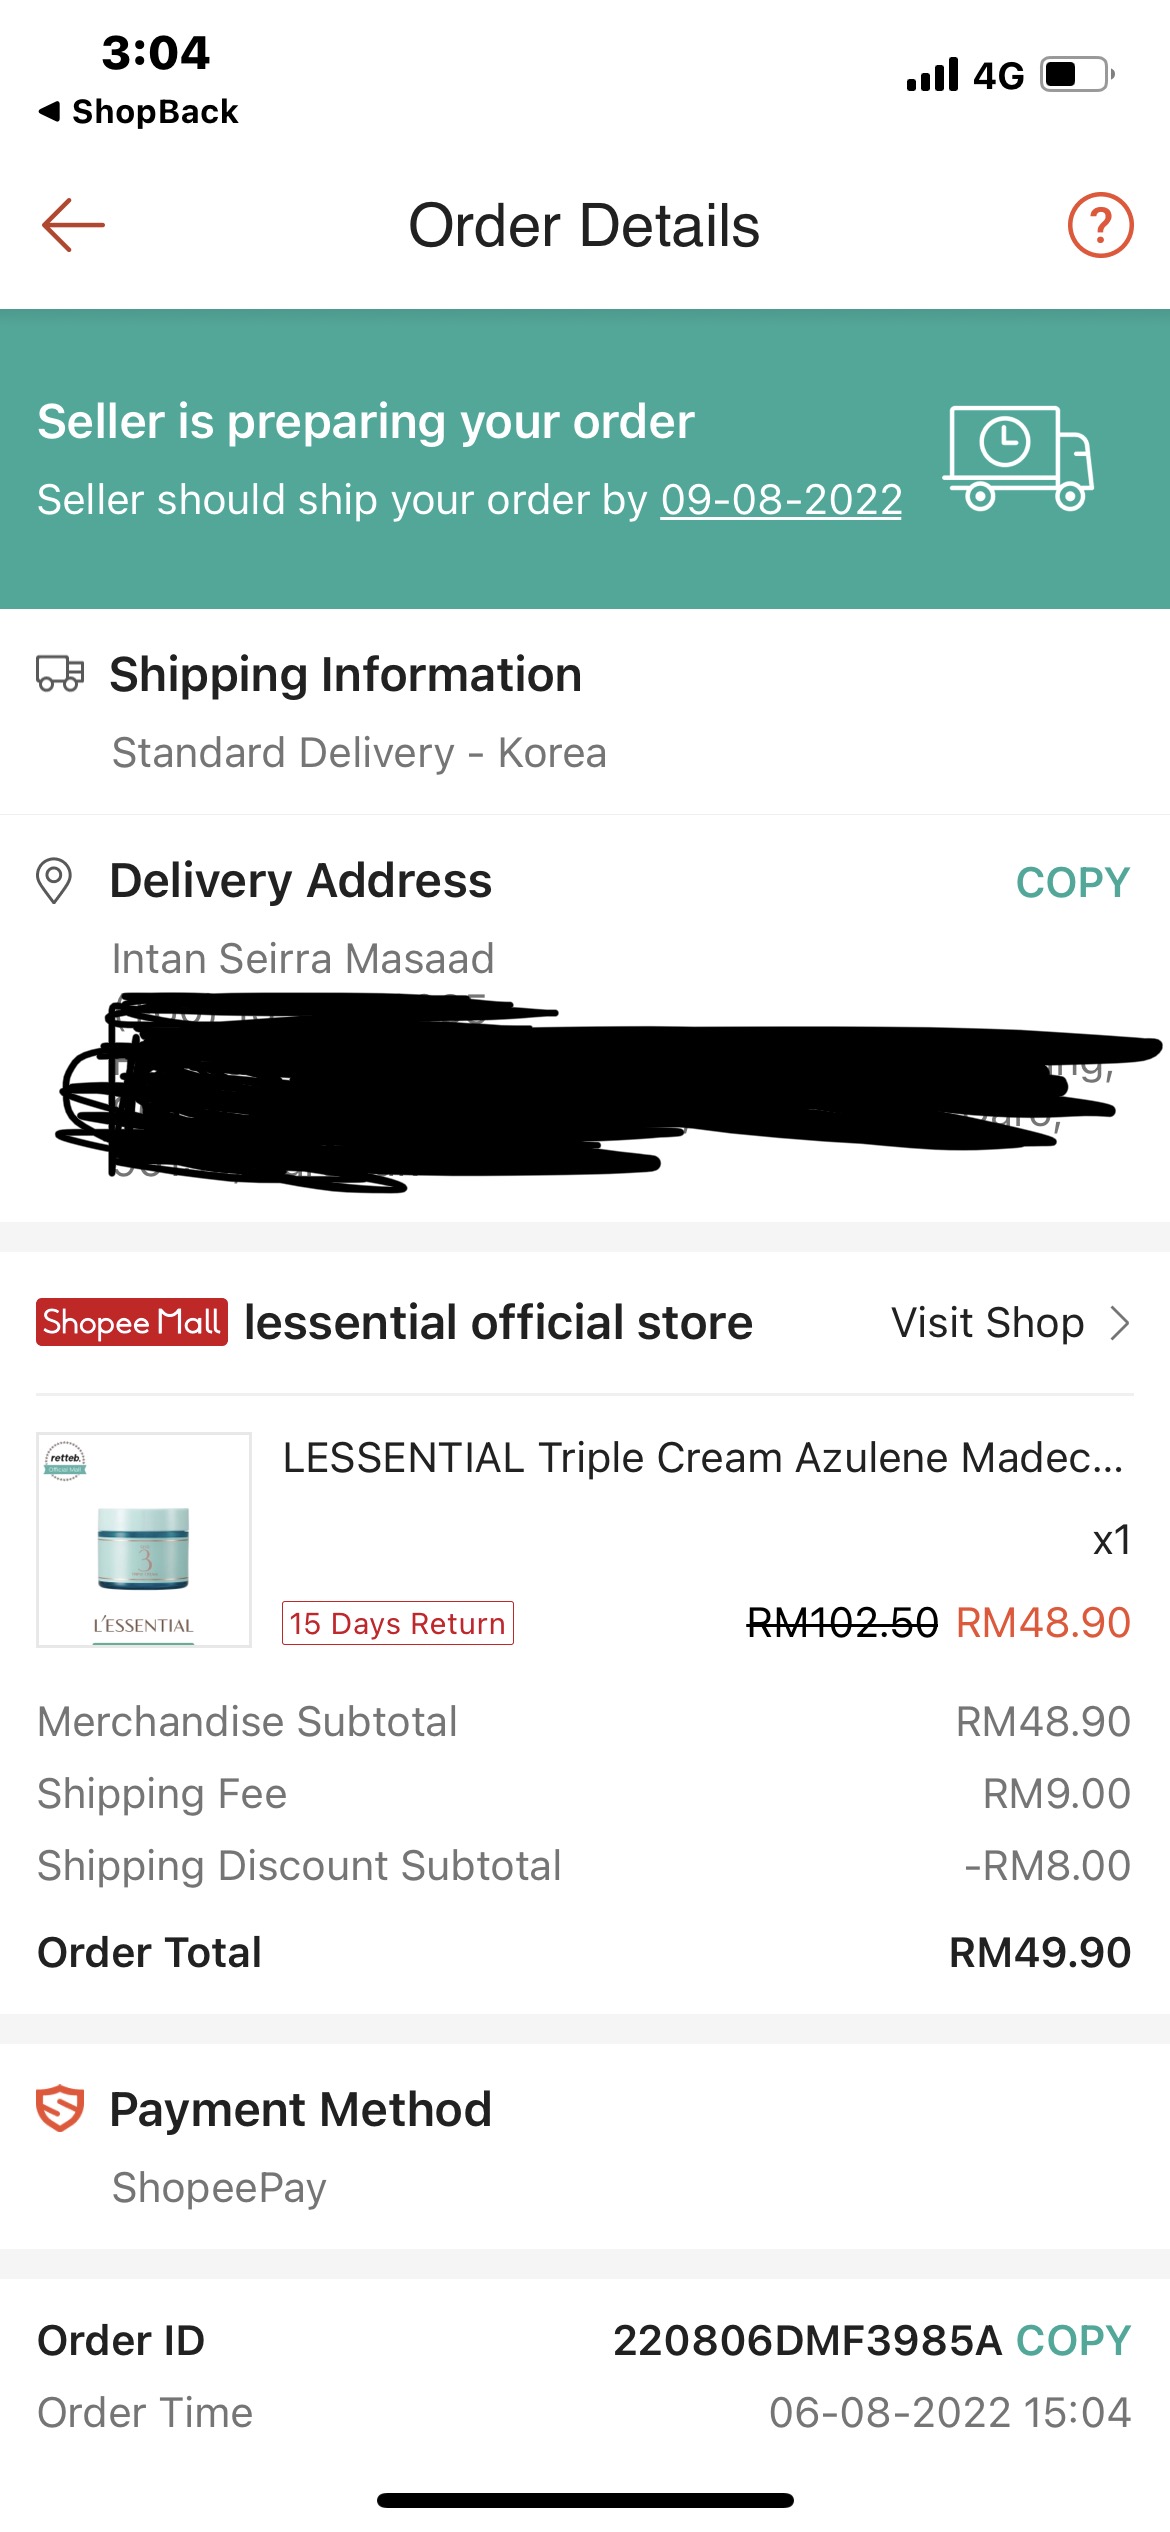 3:04
4G
ShopBack
Order Details
?
Seller is preparing your order
Seller should ship your order by 09-08-2022
Shipping Information
Standard Delivery - Korea
Delivery Address COPY
Intan Seirra Masaad
Shopee Mall lessential official store Visit Shop
retteb.
Official Mall
3
L'ESSENTIAL
LESSENTIAL Triple Cream Azulene Madec...
x1
15 Days Return RM102.50 RM48.90
Merchandise Subtotal RM48.90
Shipping Fee RM9.00
Shipping Discount Subtotal -RM8.00
Order Total RM49.90
Payment Method
ShopeePay
Order ID 220806DMF3985A COPY
Order Time 06-08-2022 15:04